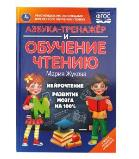 АЗБУКА-ТРЕНАЖЁР
И
ОБУЧЕНИЕ
ЧТЕНИЮ
Мария Жукова
НЕЙРОЧТЕНИЕ
РАЗВИТИЕ
МОЗГА НА 100%
ФГОС